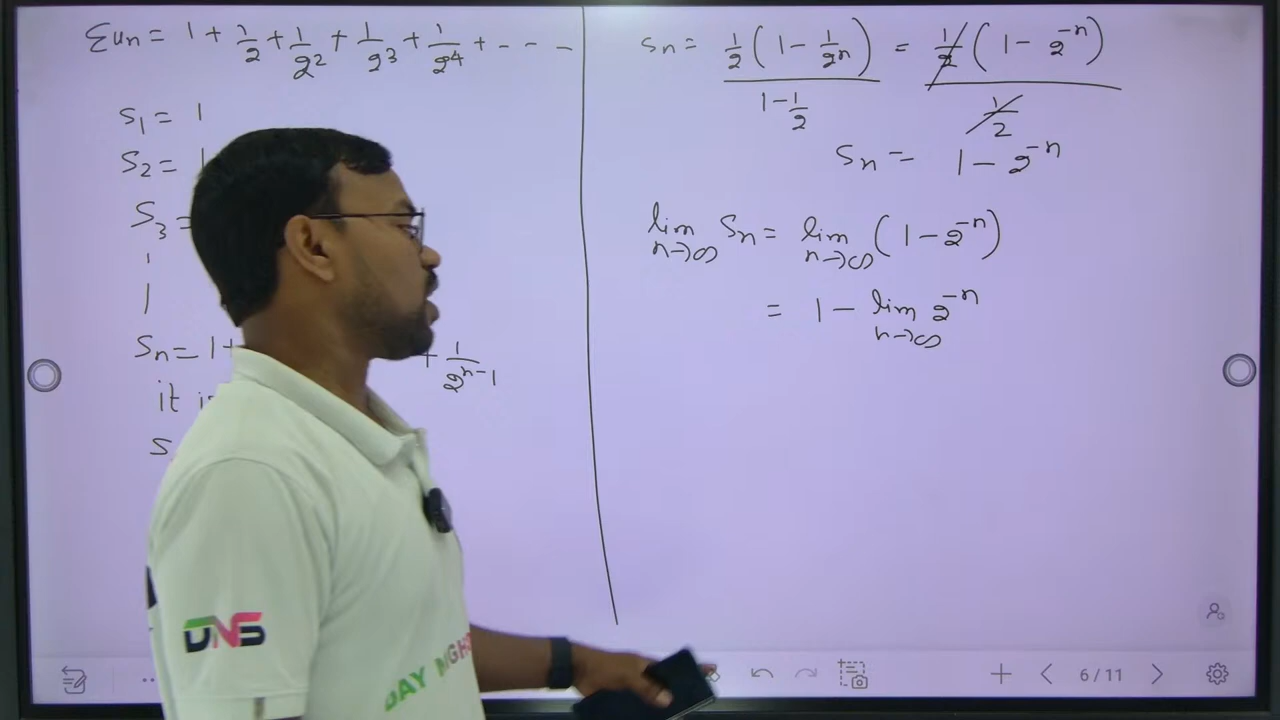 Σuₙ = 1 + 1/2 + 1/2² + 1/2³ + 1/2⁴ + - - -
S₁ = 1
S₂ = 1
S₃ =
Sₙ = 1 + + 1/2ⁿ⁻¹
it
S
Sₙ = 1/2 (1 - 1/2ⁿ) / (1 - 1/2) = 1/2 (1 - 2⁻ⁿ) / (1/2)
Sₙ = 1 - 2⁻ⁿ
lim n→∞ Sₙ = lim n→∞ (1 - 2⁻ⁿ)
= 1 - lim n→∞ 2⁻ⁿ
DNS
DAY NIGH
6/11